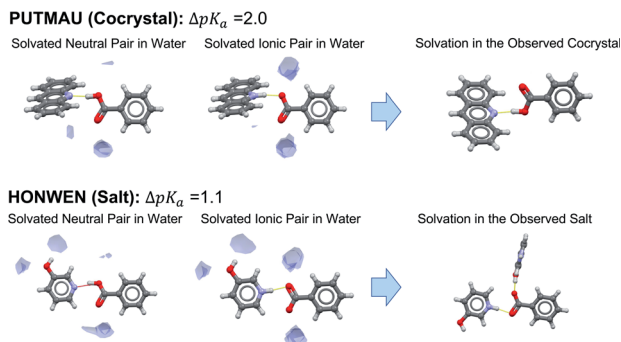 PUTMAU (Cocrystal): ΔpKₐ =2.0
Solvated Neutral Pair in Water
Solvated Ionic Pair in Water
Solvation in the Observed Cocrystal
HONWEN (Salt): ΔpKₐ =1.1
Solvated Neutral Pair in Water
Solvated Ionic Pair in Water
Solvation in the Observed Salt